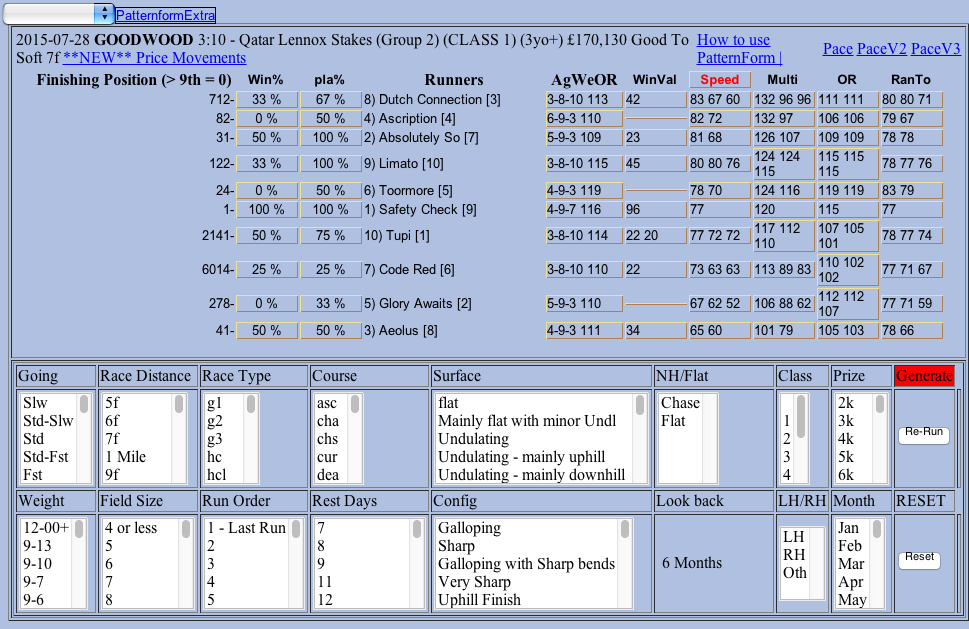 PatternformExtra
2015-07-28 GOODWOOD 3:10 - Qatar Lennox Stakes (Group 2) (CLASS 1) (3yo+) £170,130 Good To
Soft 7f **NEW** Price Movements
How to use
PatternForm |
Pace PaceV2 PaceV3
Finishing Position (> 9th = 0) Win% pla% Runners AgWeOR WinVal Speed Multi OR RanTo
712- 33 % 67 % 8) Dutch Connection [3] 3-8-10 113 42 83 67 60 132 96 96 111 111 80 80 71
82- 0 % 50 % 4) Ascription [4] 6-9-3 110 82 72 132 97 106 106 79 67
31- 50 % 100 % 2) Absolutely So [7] 5-9-3 109 23 81 68 126 107 109 109 78 78
122- 33 % 100 % 9) Limato [10] 3-8-10 115 45 80 80 76 124 124 115 115 115 115 78 77 76
24- 0 % 50 % 6) Toormore [5] 4-9-3 119 78 70 124 116 119 119 83 79
1- 100 % 100 % 1) Safety Check [9] 4-9-7 116 96 77 120 115 77
2141- 50 % 75 % 10) Tupi [1] 3-8-10 114 22 20 77 72 72 117 112 110 107 105 101 78 77 74
6014- 25 % 25 % 7) Code Red [6] 3-8-10 110 22 73 63 63 113 89 83 110 102 102 77 71 67
278- 0 % 33 % 5) Glory Awaits [2] 5-9-3 110 67 62 52 106 88 62 112 112 107 77 71 59
41- 50 % 50 % 3) Aeolus [8] 4-9-3 111 34 65 60 101 79 105 103 78 66
Going Race Distance Race Type Course Surface NH/Flat Class Prize Generate
Slw 5f g1 asc flat Chase 2k
Std-Slw 6f g2 cha Mainly flat with minor Undl Flat 1 3k
Std 7f g3 chs Undulating 2 4k
Std-Fst 1 Mile hc cur Undulating - mainly uphill 3 5k
Fst 9f hcl dea Undulating - mainly downhill 4 6k
Re-Run
Weight Field Size Run Order Rest Days Config Look back LH/RH Month RESET
12-00+ 4 or less 1 - Last Run 7 Galloping LH Jan
9-13 5 2 8 Sharp RH Feb
9-10 6 3 9 Galloping with Sharp bends 6 Months Oth Mar
9-7 7 4 11 Very Sharp Apr
9-6 8 5 12 Uphill Finish May
Reset